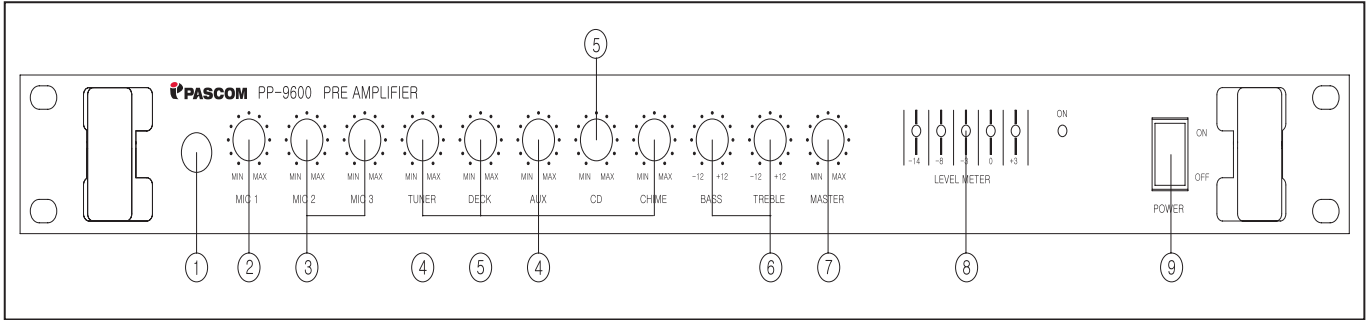 ⑤
PASCOM PP-9600 PRE AMPLIFIER
ON
ON
OFF
MIN MAX MIN MAX MIN MAX MIN MAX MIN MAX MIN MAX MIN MAX MIN MAX -12 +12 -12 +12 MIN MAX
-14 -8 -3 0 +3
MIC 1 MIC 2 MIC 3 TUNER DECK AUX CD CHIME BASS TREBLE MASTER
LEVEL METER
POWER
① ② ③ ④ ⑤ ④ ⑥ ⑦ ⑧ ⑨